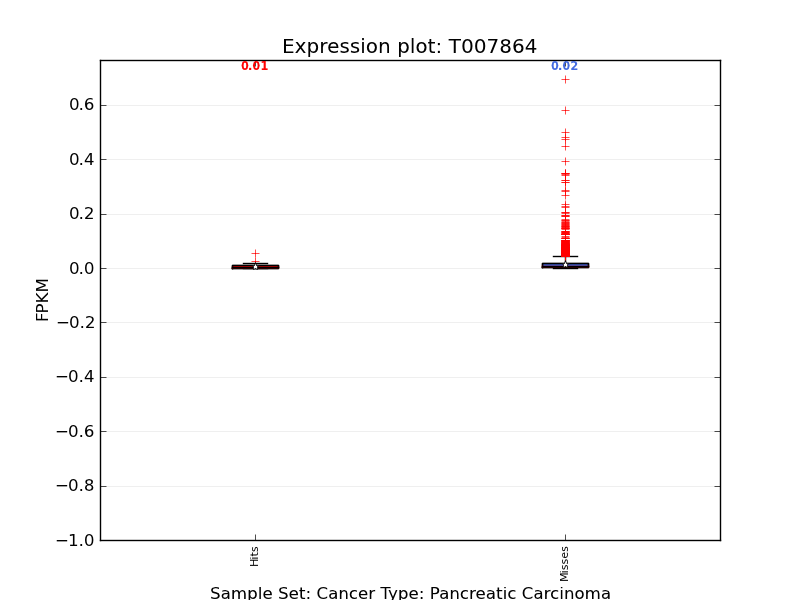 Expression plot: T007864
0.01
0.02
0.6
0.4
0.2
0.0
−0.2
−0.4
−0.6
−0.8
−1.0
FPKM
Hits
Misses
Sample Set: Cancer Type: Pancreatic Carcinoma